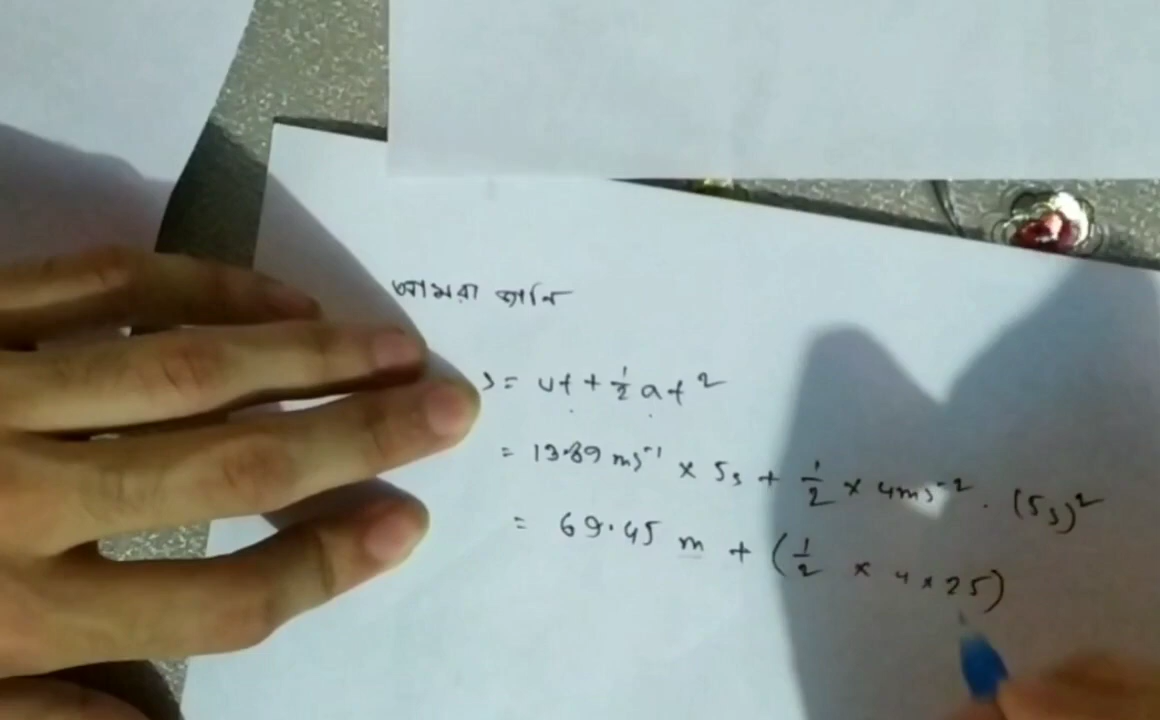 আমরা জানি
s = ut + ½ at²
= 13.89 ms⁻¹ × 5s + ½ × 4ms⁻² . (5s)²
= 69.45 m + (½ × 4 × 25)